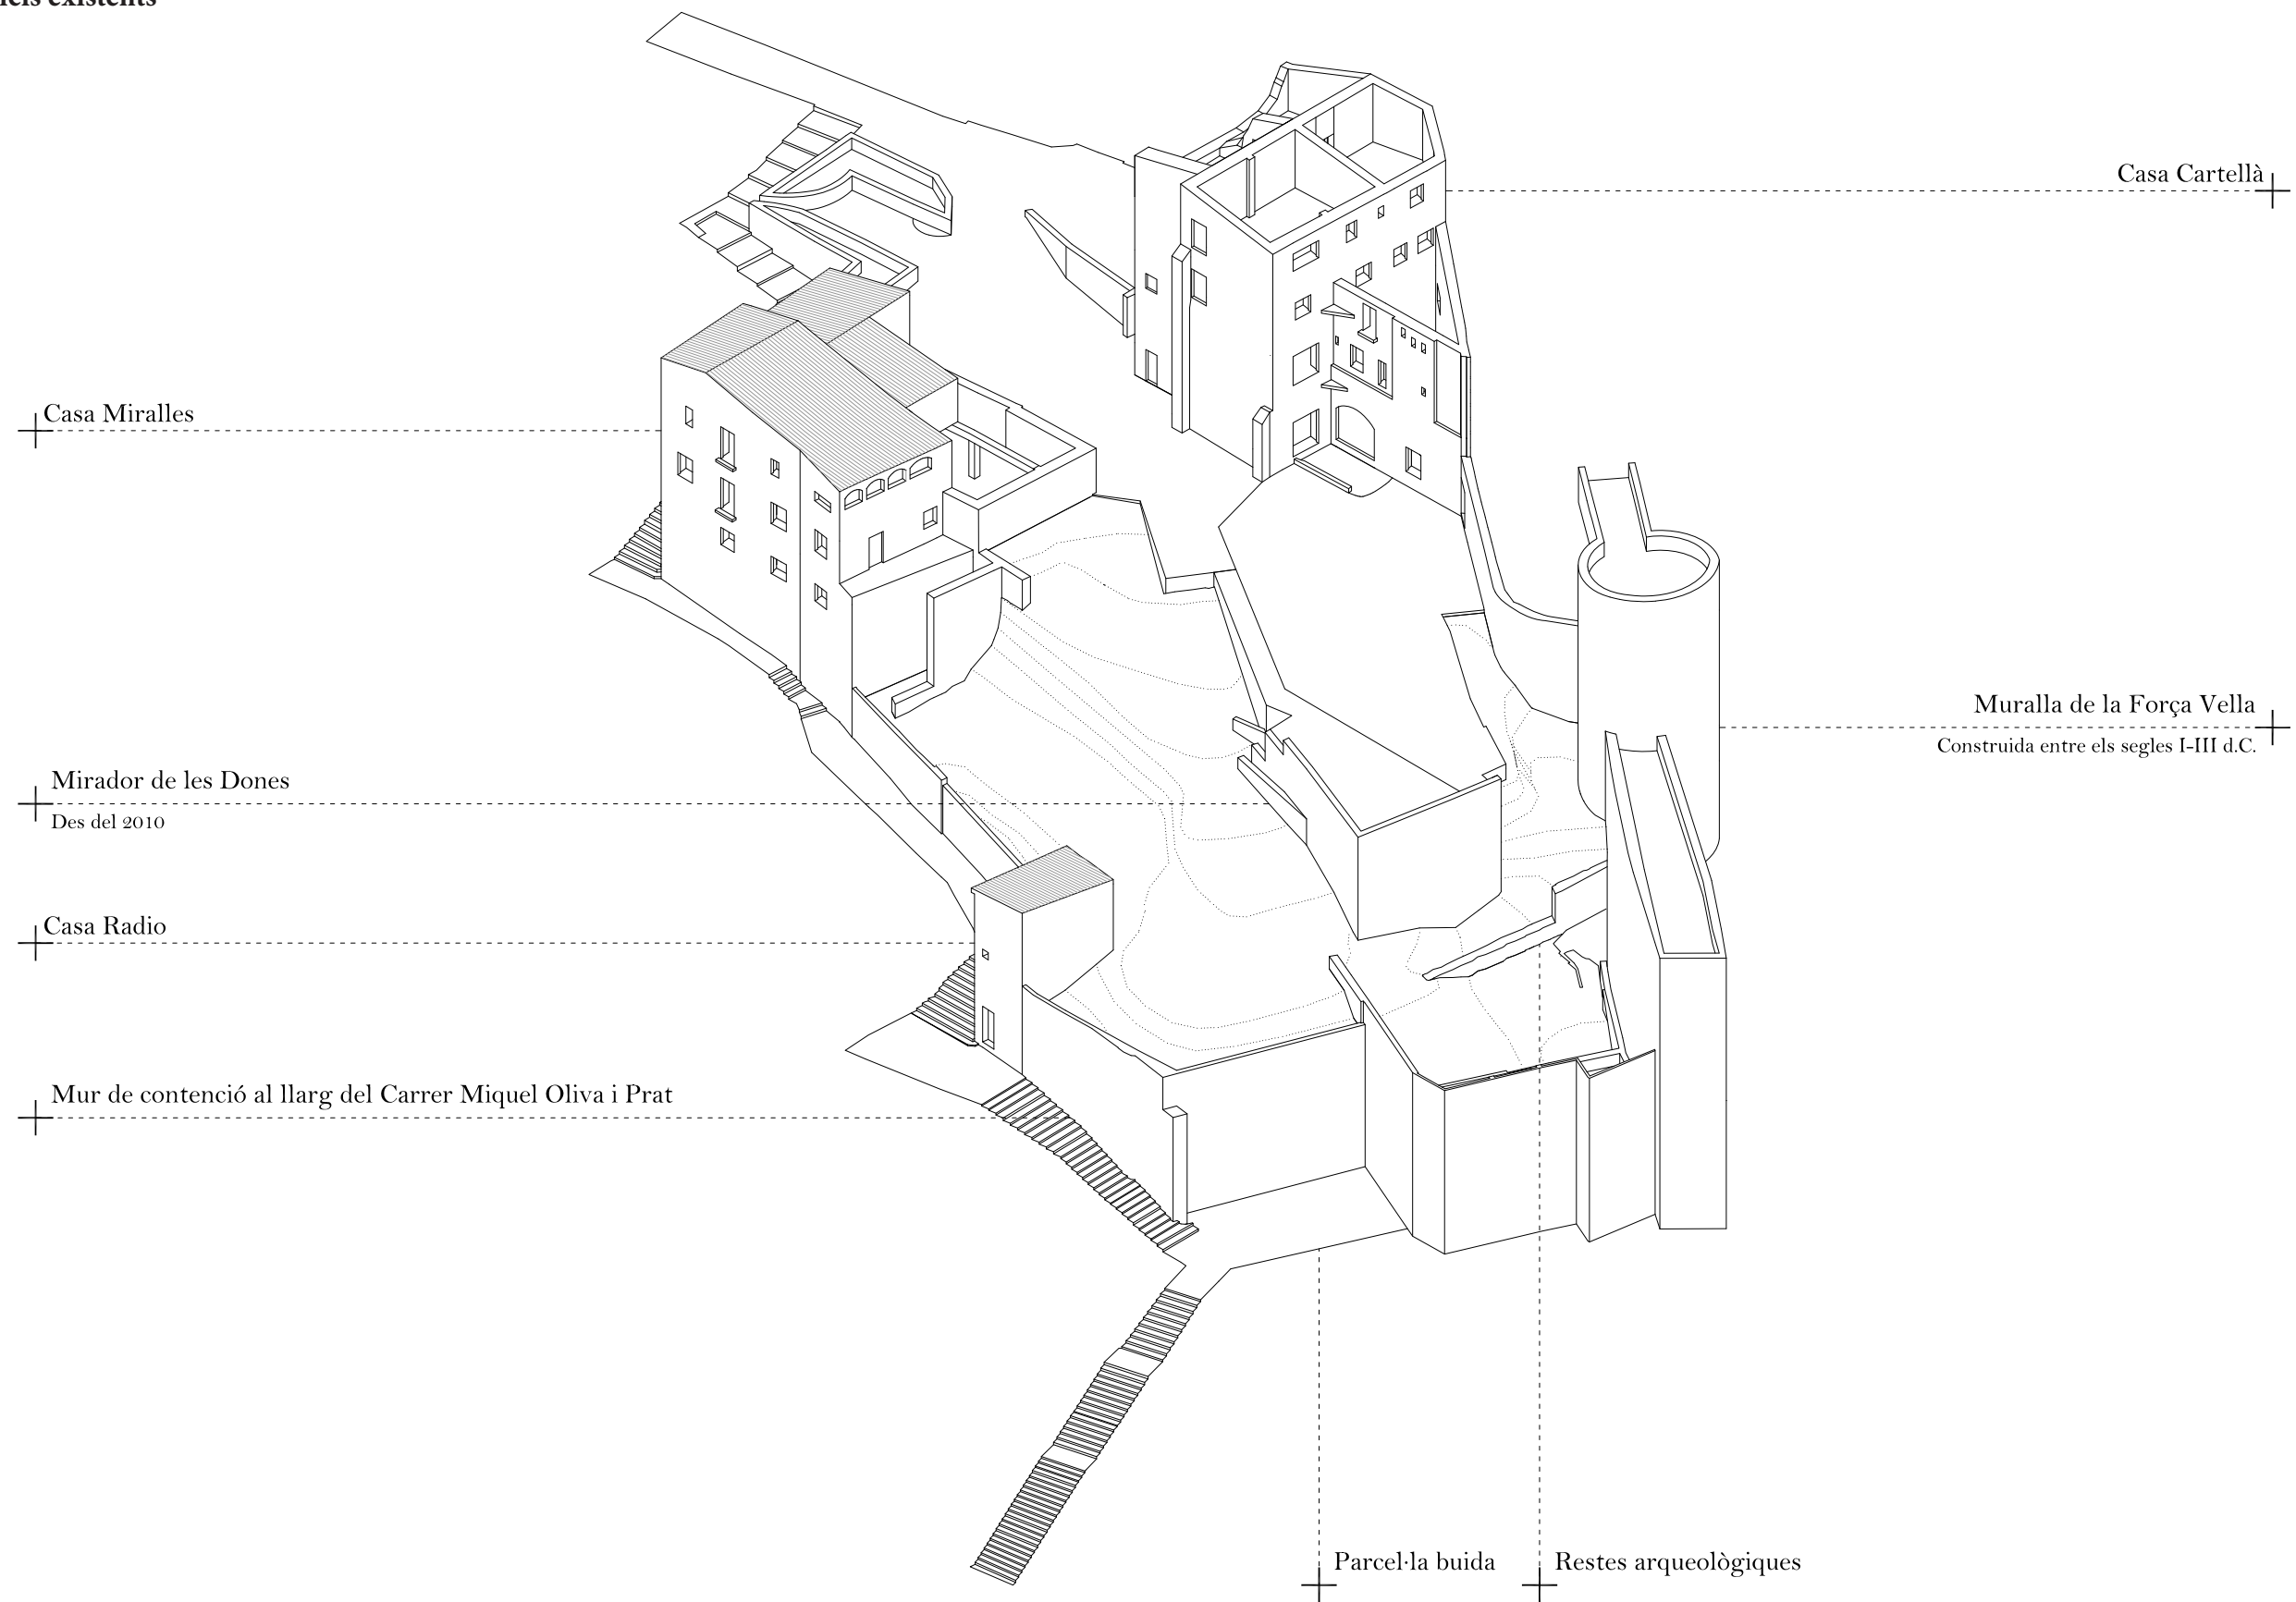 existents
Casa Cartellà
Casa Miralles
Muralla de la Força Vella
Construida entre els segles I-III d.C.
Mirador de les Dones
Des del 2010
Casa Radio
Mur de contenció al llarg del Carrer Miquel Oliva i Prat
Parcel·la buida
Restes arqueològiques